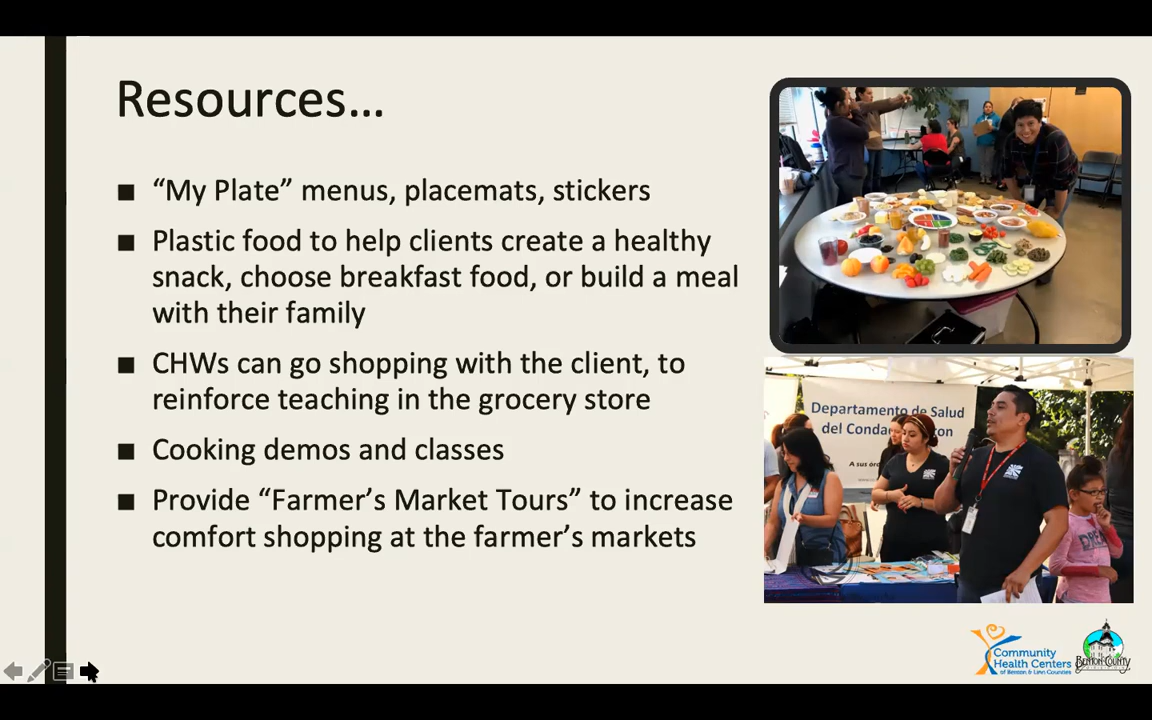 Resources...
■ “My Plate” menus, placemats, stickers
■ Plastic food to help clients create a healthy
snack, choose breakfast food, or build a meal
with their family
■ CHWs can go shopping with the client, to
reinforce teaching in the grocery store
■ Cooking demos and classes
■ Provide “Farmer’s Market Tours” to increase
comfort shopping at the farmer’s markets
Departamento de Salud
del Conda on
A sus
DREAM
Community
Health Centers
of Benton & Linn Counties
Benton County